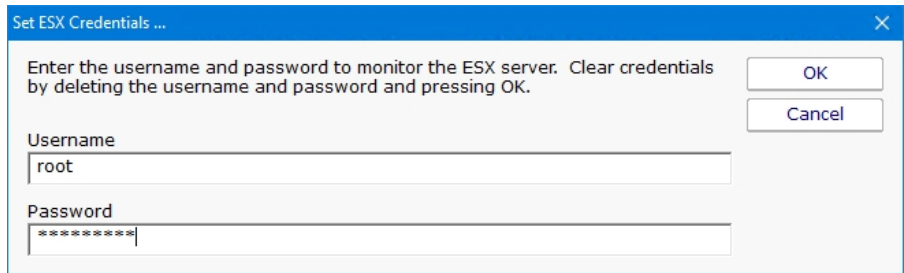 Set ESX Credentials ...
Enter the username and password to monitor the ESX server.  Clear credentials
by deleting the username and password and pressing OK.
OK
Cancel
Username
root
Password
*********